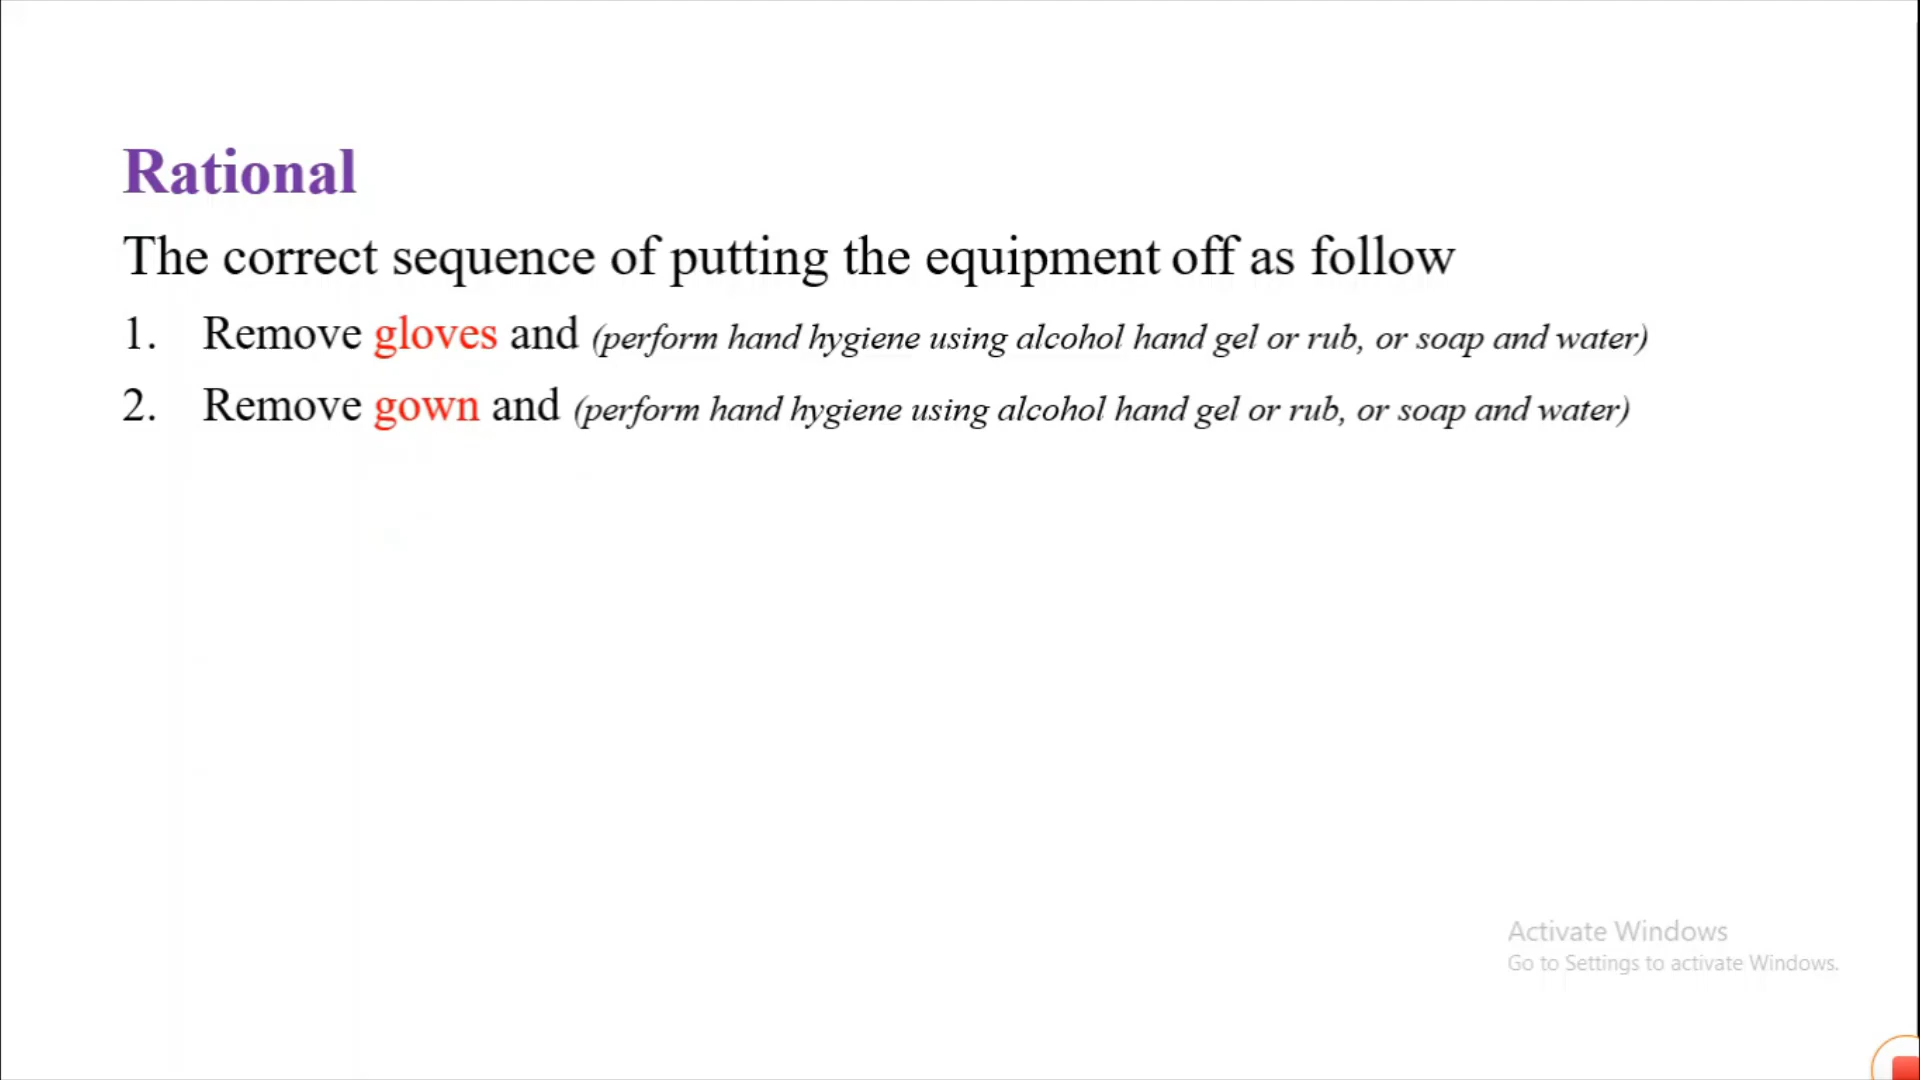 Rational
The correct sequence of putting the equipment off as follow
1. Remove gloves and (perform hand hygiene using alcohol hand gel or rub, or soap and water)
2. Remove gown and (perform hand hygiene using alcohol hand gel or rub, or soap and water)
Activate Windows
Go to Settings to activate Windows.